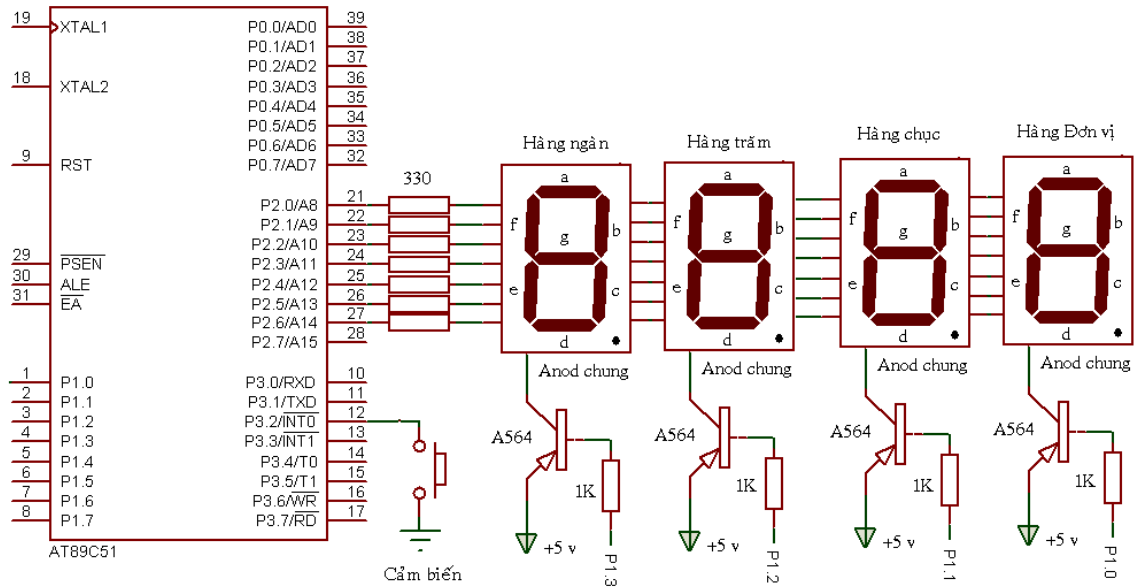 19 XTAL1 P0.0/AD0 39
P0.1/AD1 38
P0.2/AD2 37
18 XTAL2 P0.3/AD3 36
P0.4/AD4 35
P0.5/AD5 34
P0.6/AD6 33
9 RST P0.7/AD7 32
P2.0/A8 21
P2.1/A9 22
P2.2/A10 23
29 PSEN P2.3/A11 24
30 ALE P2.4/A12 25
31 EA P2.5/A13 26
P2.6/A14 27
P2.7/A15 28
1 P1.0 P3.0/RXD 10
2 P1.1 P3.1/TXD 11
3 P1.2 P3.2/INT0 12
4 P1.3 P3.3/INT1 13
5 P1.4 P3.4/T0 14
6 P1.5 P3.5/T1 15
7 P1.6 P3.6/WR 16
8 P1.7 P3.7/RD 17
AT89C51
330
Cảm biến
Hàng ngàn
a
f b
g
e c
d
Anod chung
A564
1K
+5 v
P1.3
Hàng trăm
a
f b
g
e c
d
Anod chung
A564
1K
+5 v
P1.2
Hàng chục
a
f b
g
e c
d
Anod chung
A564
1K
+5 v
P1.1
Hàng Đơn vị
a
f b
g
e c
d
Anod chung
A564
1K
+5 v
P1.0